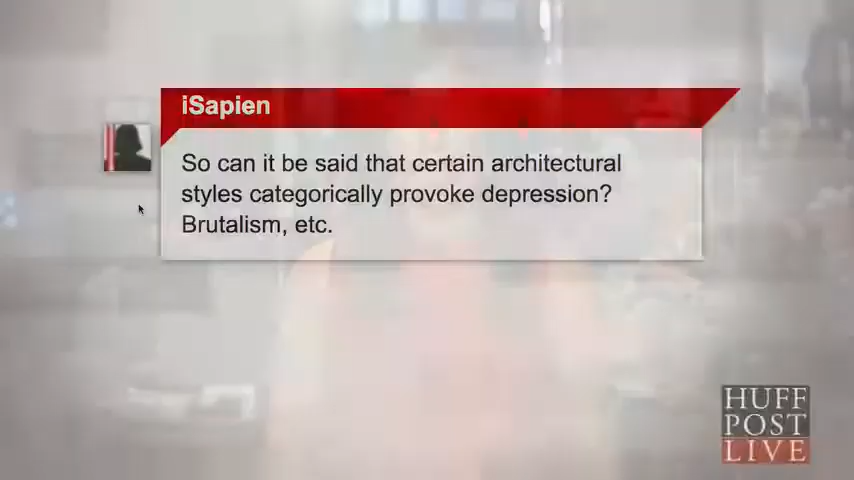 iSapien
So can it be said that certain architectural
styles categorically provoke depression?
Brutalism, etc.
HUFF
POST
LIVE